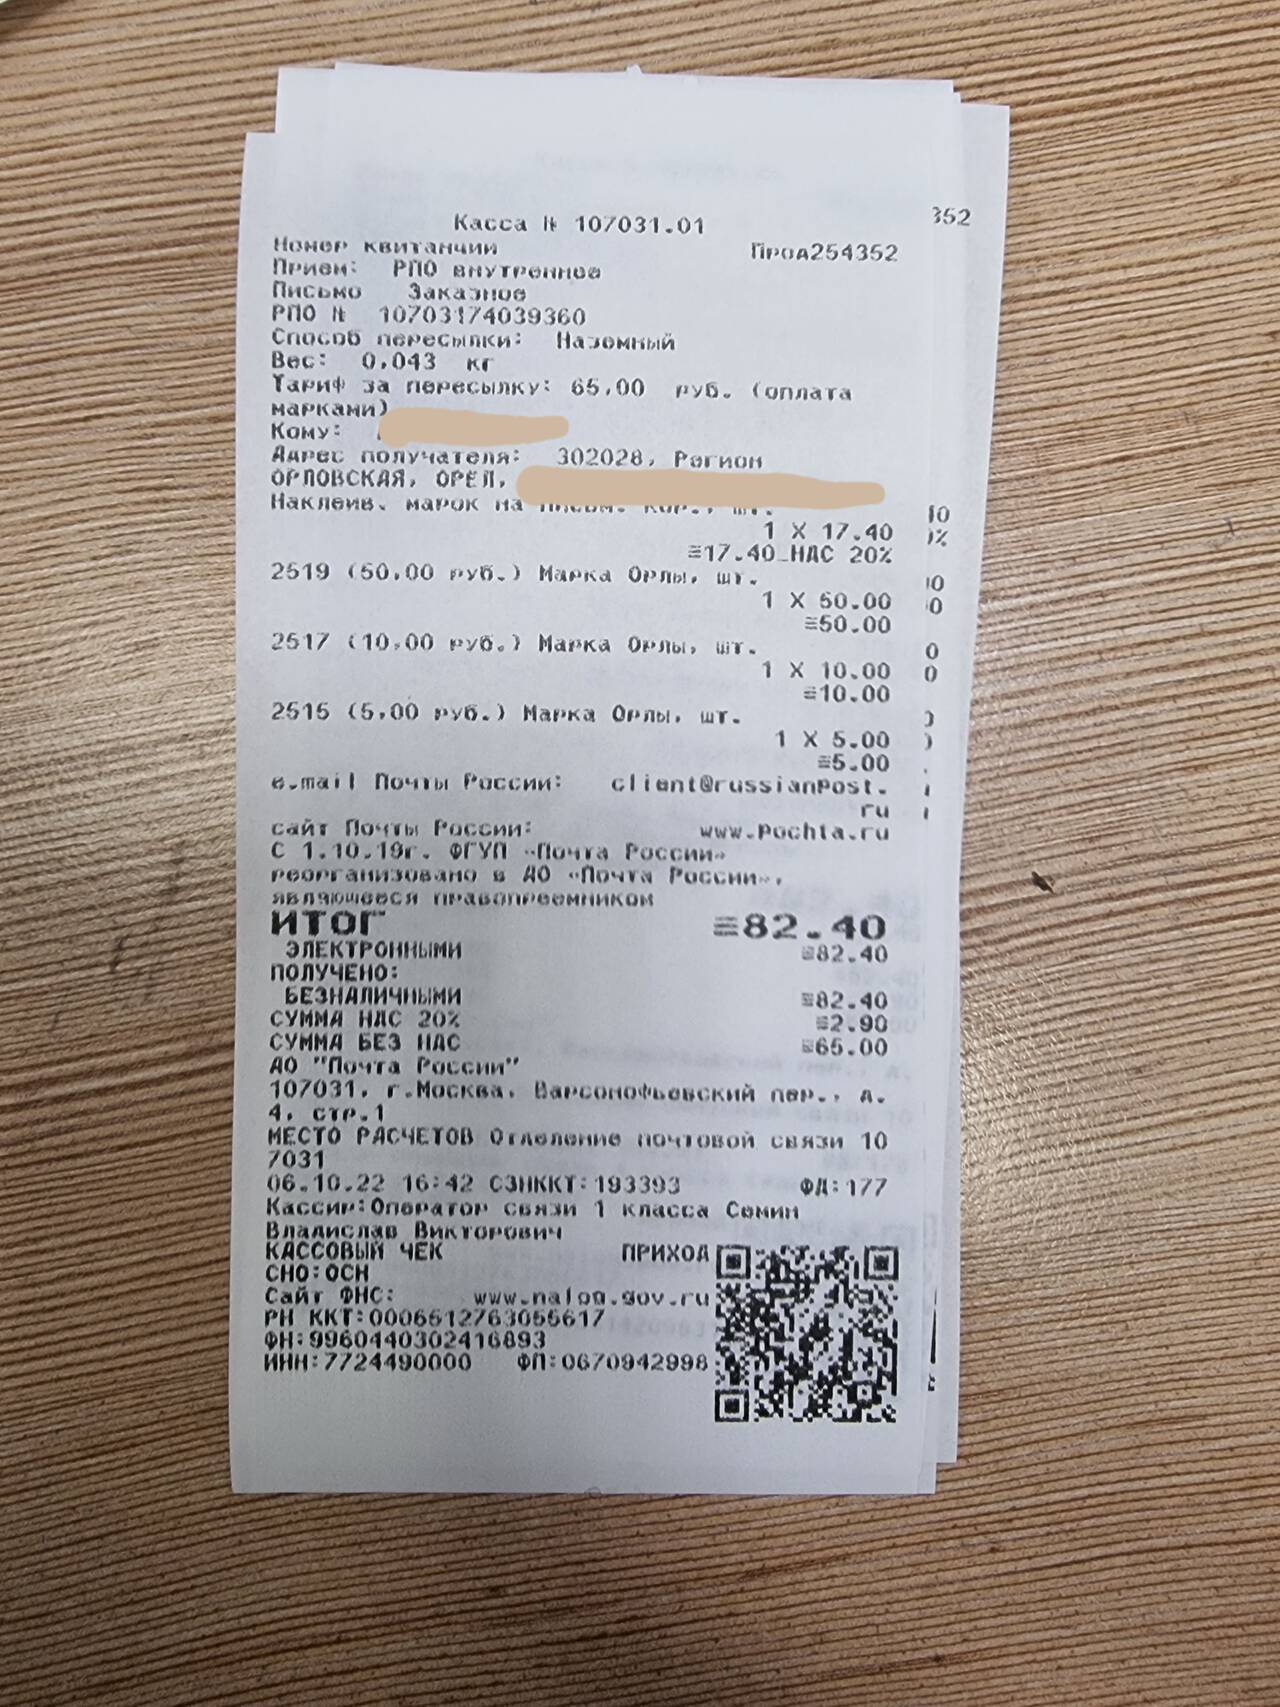 352
Касса № 107031.01
Номер квитанчии Прод254352
Прием: РПО внутреннее
Письмо Заказное
РПО № 10703174039360
Способ пересылки: Наземный
Вес: 0,043 кг
Тариф за пересылку: 65,00 руб. (оплата
марками)
Кому:
Адрес получателя: 302028, Регион
ОРЛОВСКАЯ, ОРЕЛ,
Наклеив. марок на письм. кор., шт.
1 X 17.40
≡17.40_НДС 20%
2519 (50,00 руб.) Марка Орлы, шт.
1 X 50.00
≡50.00
2517 (10,00 руб.) Марка Орлы, шт.
1 X 10.00
≡10.00
2515 (5,00 руб.) Марка Орлы, шт.
1 X 5.00
≡5.00
e.mail Почты России: client@russianPost.
ru
сайт Почты России: www.Pochta.ru
С 1.10.19г. ФГУП «Почта России»
реорганизовано в АО «Почта России»,
являющееся правопреемником
ИТОГ ≡82.40
ЭЛЕКТРОННЫМИ ≡82.40
ПОЛУЧЕНО:
БЕЗНАЛИЧНЫМИ ≡82.40
СУММА НДС 20% ≡2.90
СУММА БЕЗ НДС ≡65.00
АО "Почта России"
107031, г.Москва, Варсонофьевский пер., д.
4, стр.1
МЕСТО РАСЧЕТОВ Отделение почтовой связи 10
7031
06.10.22 16:42 СЗНККТ:193393 ФД:177
Кассир:Оператор связи 1 класса Семин
Владислав Викторович
КАССОВЫЙ ЧЕК ПРИХОД
СНО:ОСН
Сайт ФНС: www.nalog.gov.ru
РН ККТ:0006512763055617
ФН:9960440302416893
ИНН:7724490000 ФП:0670942998